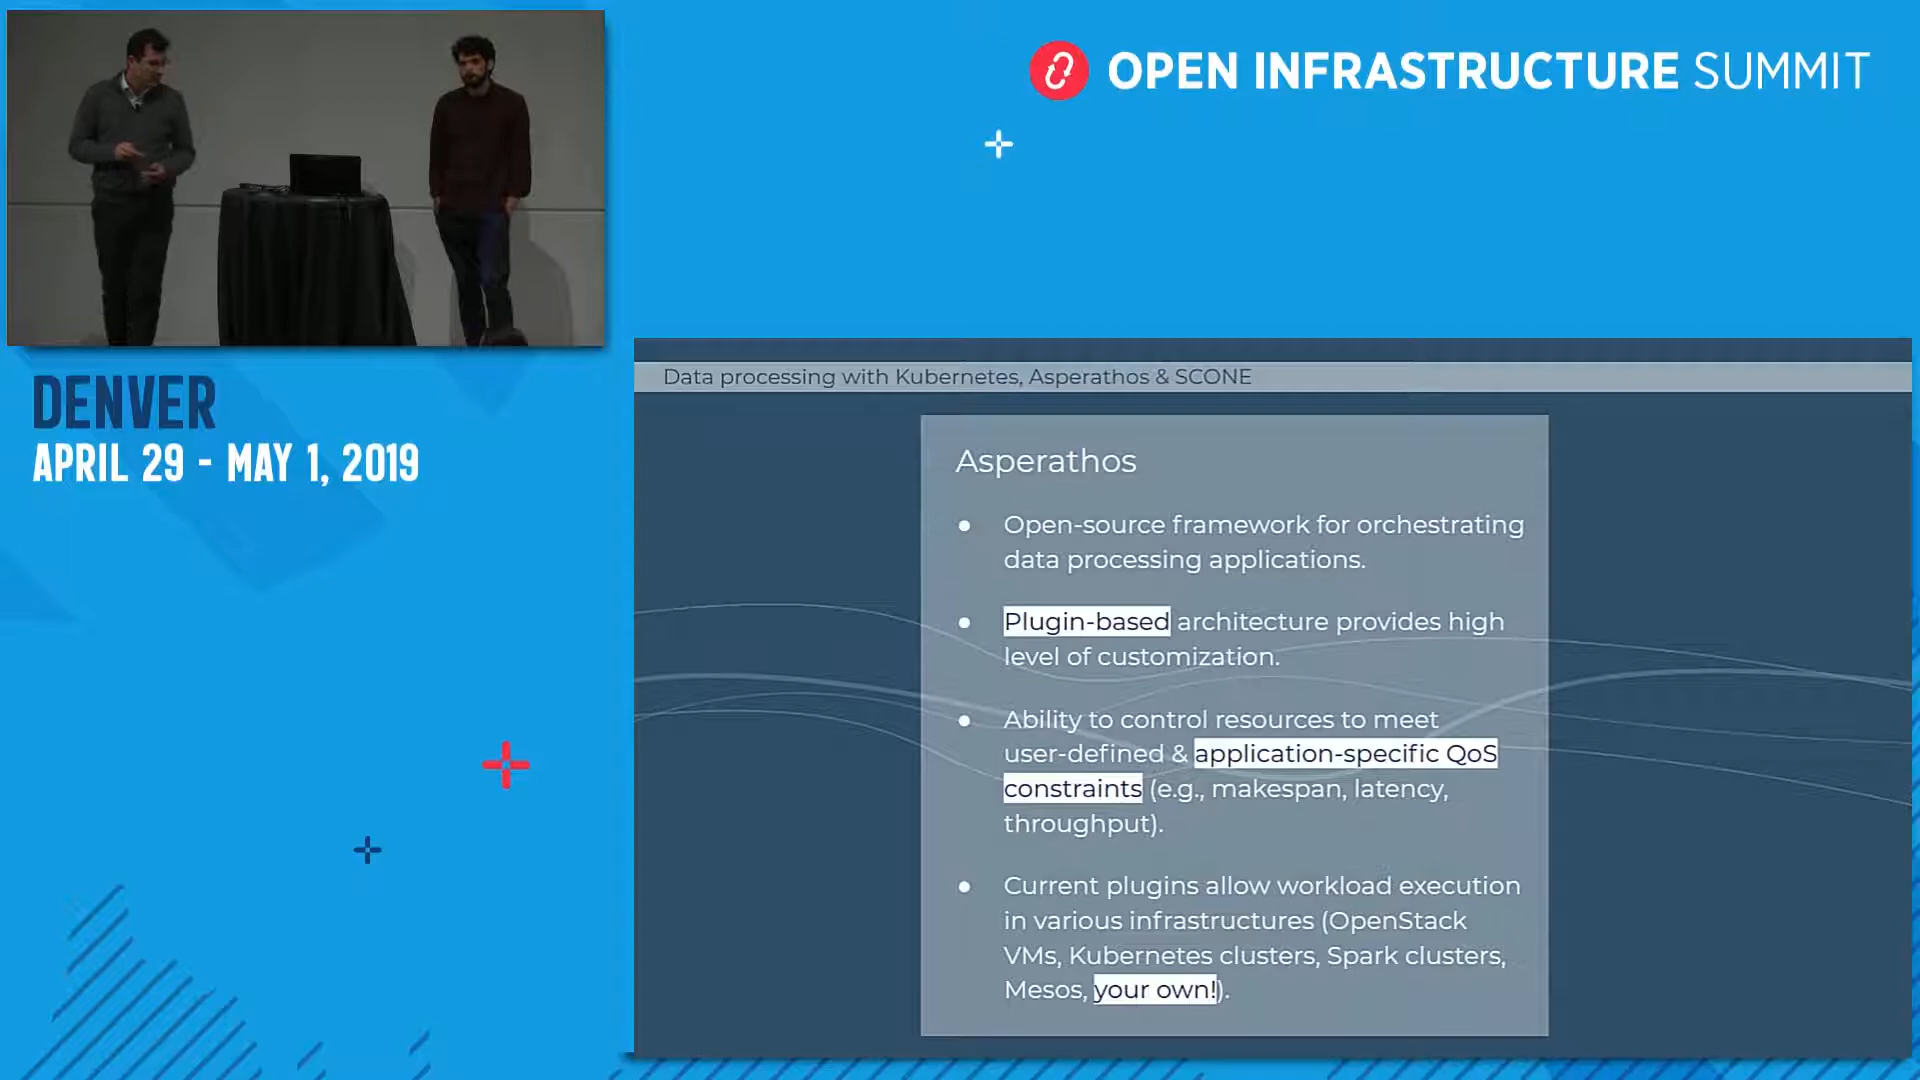 OPEN INFRASTRUCTURE SUMMIT
DENVER
APRIL 29 - MAY 1, 2019
Data processing with Kubernetes, Asperathos & SCONE
Asperathos
● Open-source framework for orchestrating
data processing applications.
● Plugin-based architecture provides high
level of customization.
● Ability to control resources to meet
user-defined & application-specific QoS
constraints (e.g., makespan, latency,
throughput).
● Current plugins allow workload execution
in various infrastructures (OpenStack
VMs, Kubernetes clusters, Spark clusters,
Mesos, your own!).